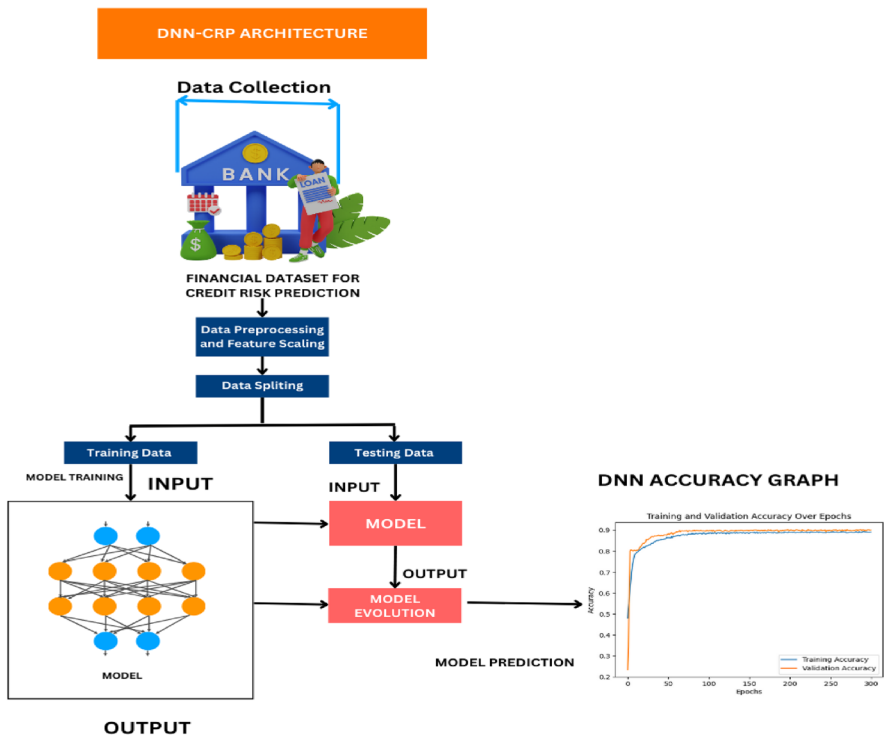 DNN-CRP ARCHITECTURE
Data Collection
BANK
LOAN
$
FINANCIAL DATASET FOR
CREDIT RISK PREDICTION
Data Preprocessing
and Feature Scaling
Data Spliting
Training Data
Testing Data
MODEL TRAINING
INPUT
INPUT
MODEL
OUTPUT
MODEL
EVOLUTION
MODEL
OUTPUT
MODEL PREDICTION
DNN ACCURACY GRAPH
Training and Validation Accuracy Over Epochs
Accuracy
0.9
0.8
0.7
0.6
0.5
0.4
0.3
0.2
Training Accuracy
Validation Accuracy
0 50 100 150 200 250 300
Epochs